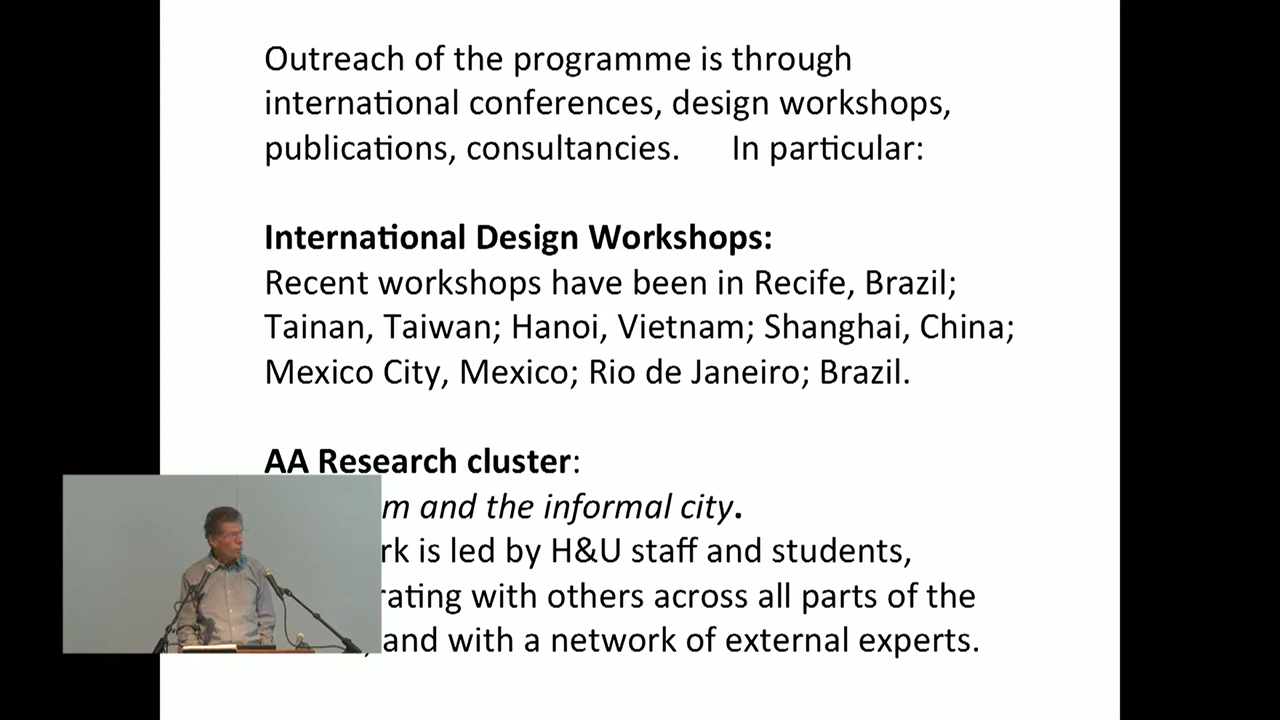 Outreach of the programme is through
international conferences, design workshops,
publications, consultancies. In particular:
International Design Workshops:
Recent workshops have been in Recife, Brazil;
Tainan, Taiwan; Hanoi, Vietnam; Shanghai, China;
Mexico City, Mexico; Rio de Janeiro; Brazil.
AA Research cluster:
and the informal city.
is led by H&U staff and students,
with others across all parts of the
and with a network of external experts.